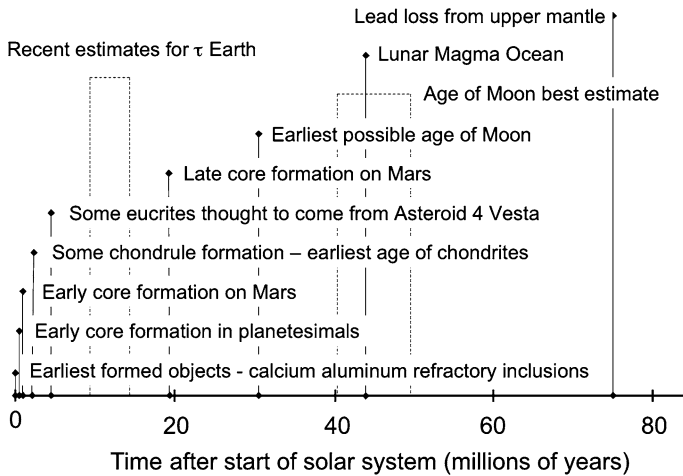 Lead loss from upper mantle
Recent estimates for τ Earth
Lunar Magma Ocean
Age of Moon best estimate
Earliest possible age of Moon
Late core formation on Mars
Some eucrites thought to come from Asteroid 4 Vesta
Some chondrule formation – earliest age of chondrites
Early core formation on Mars
Early core formation in planetesimals
Earliest formed objects - calcium aluminum refractory inclusions
0 20 40 60 80
Time after start of solar system (millions of years)